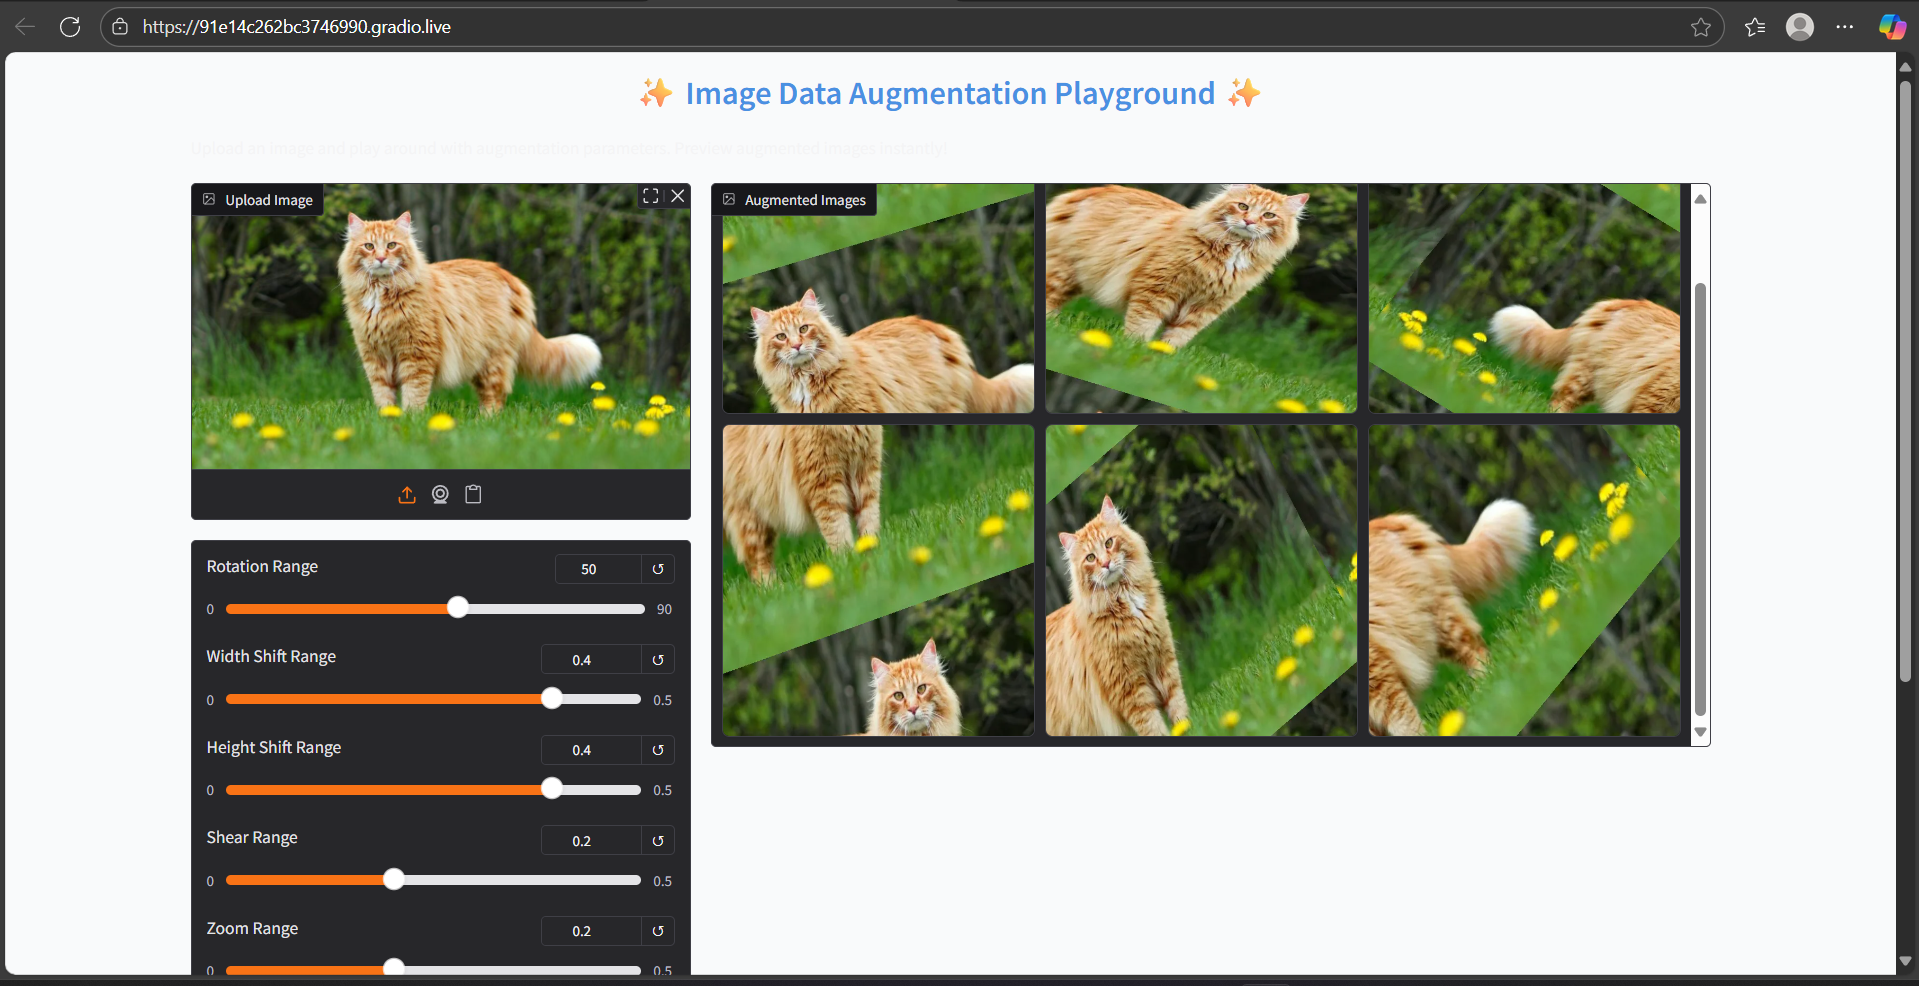 https://91e14c262bc3746990.gradio.live
✨ Image Data Augmentation Playground ✨
Upload an image and play around with augmentation parameters. Preview augmented images instantly!
Upload Image
Augmented Images
Rotation Range
50
0
90
Width Shift Range
0.4
0
0.5
Height Shift Range
0.4
0
0.5
Shear Range
0.2
0
0.5
Zoom Range
0.2
0
0.5